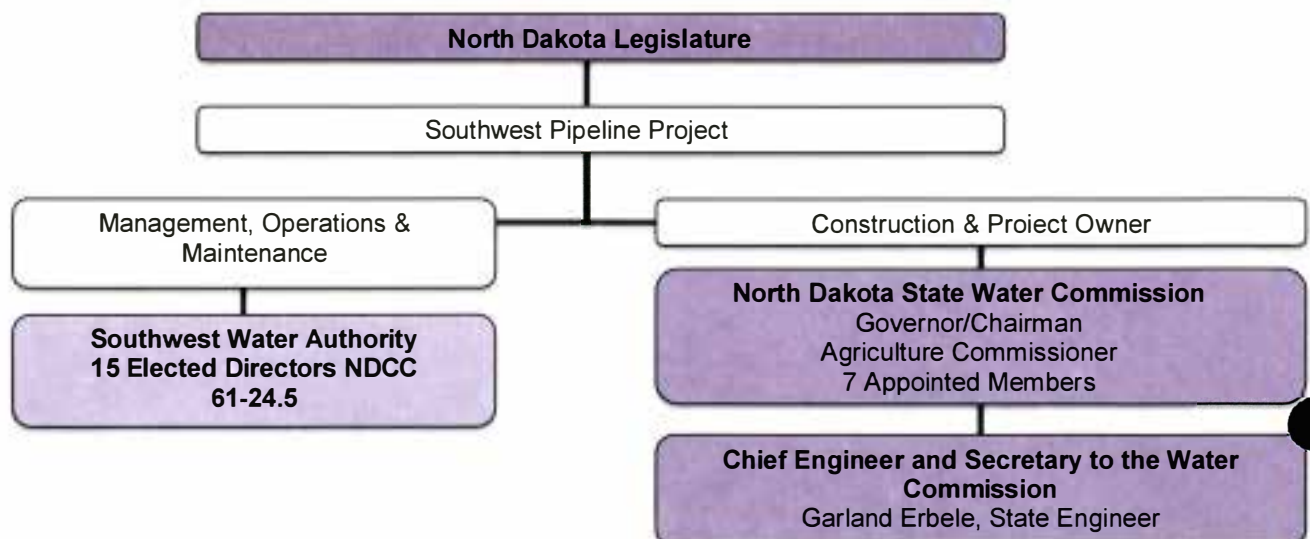 North Dakota Legislature
Southwest Pipeline Project
Management, Operations &
Maintenance
Southwest Water Authority
15 Elected Directors NDCC
61-24.5
Construction & Project Owner
North Dakota State Water Commission
Governor/Chairman
Agriculture Commissioner
7 Appointed Members
Chief Engineer and Secretary to the Water
Commission
Garland Erbele, State Engineer